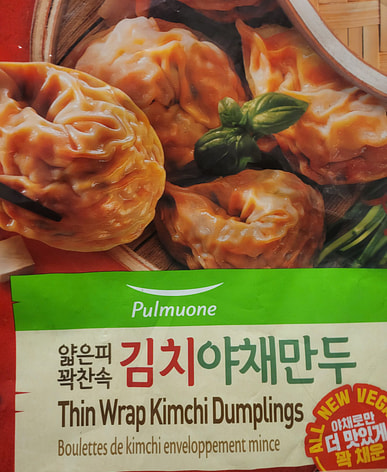 Pulmuone
얇은피
꽉찬속
김치야채만두
Thin Wrap Kimchi Dumplings
Boulettes de kimchi enveloppement mince
ALL NEW
야채로만
더 맛있게
꽉 채운